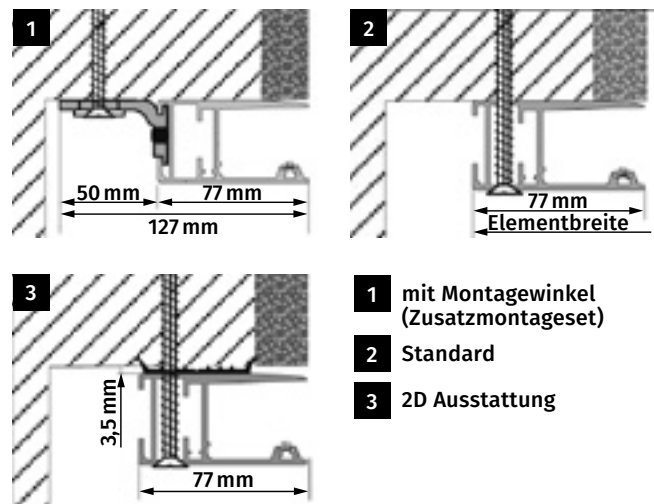 1
50 mm
77 mm
127 mm
2
77 mm
Elementbreite
3
3,5 mm
77 mm
1 mit Montagewinkel
(Zusatzmontageset)
2 Standard
3 2D Ausstattung